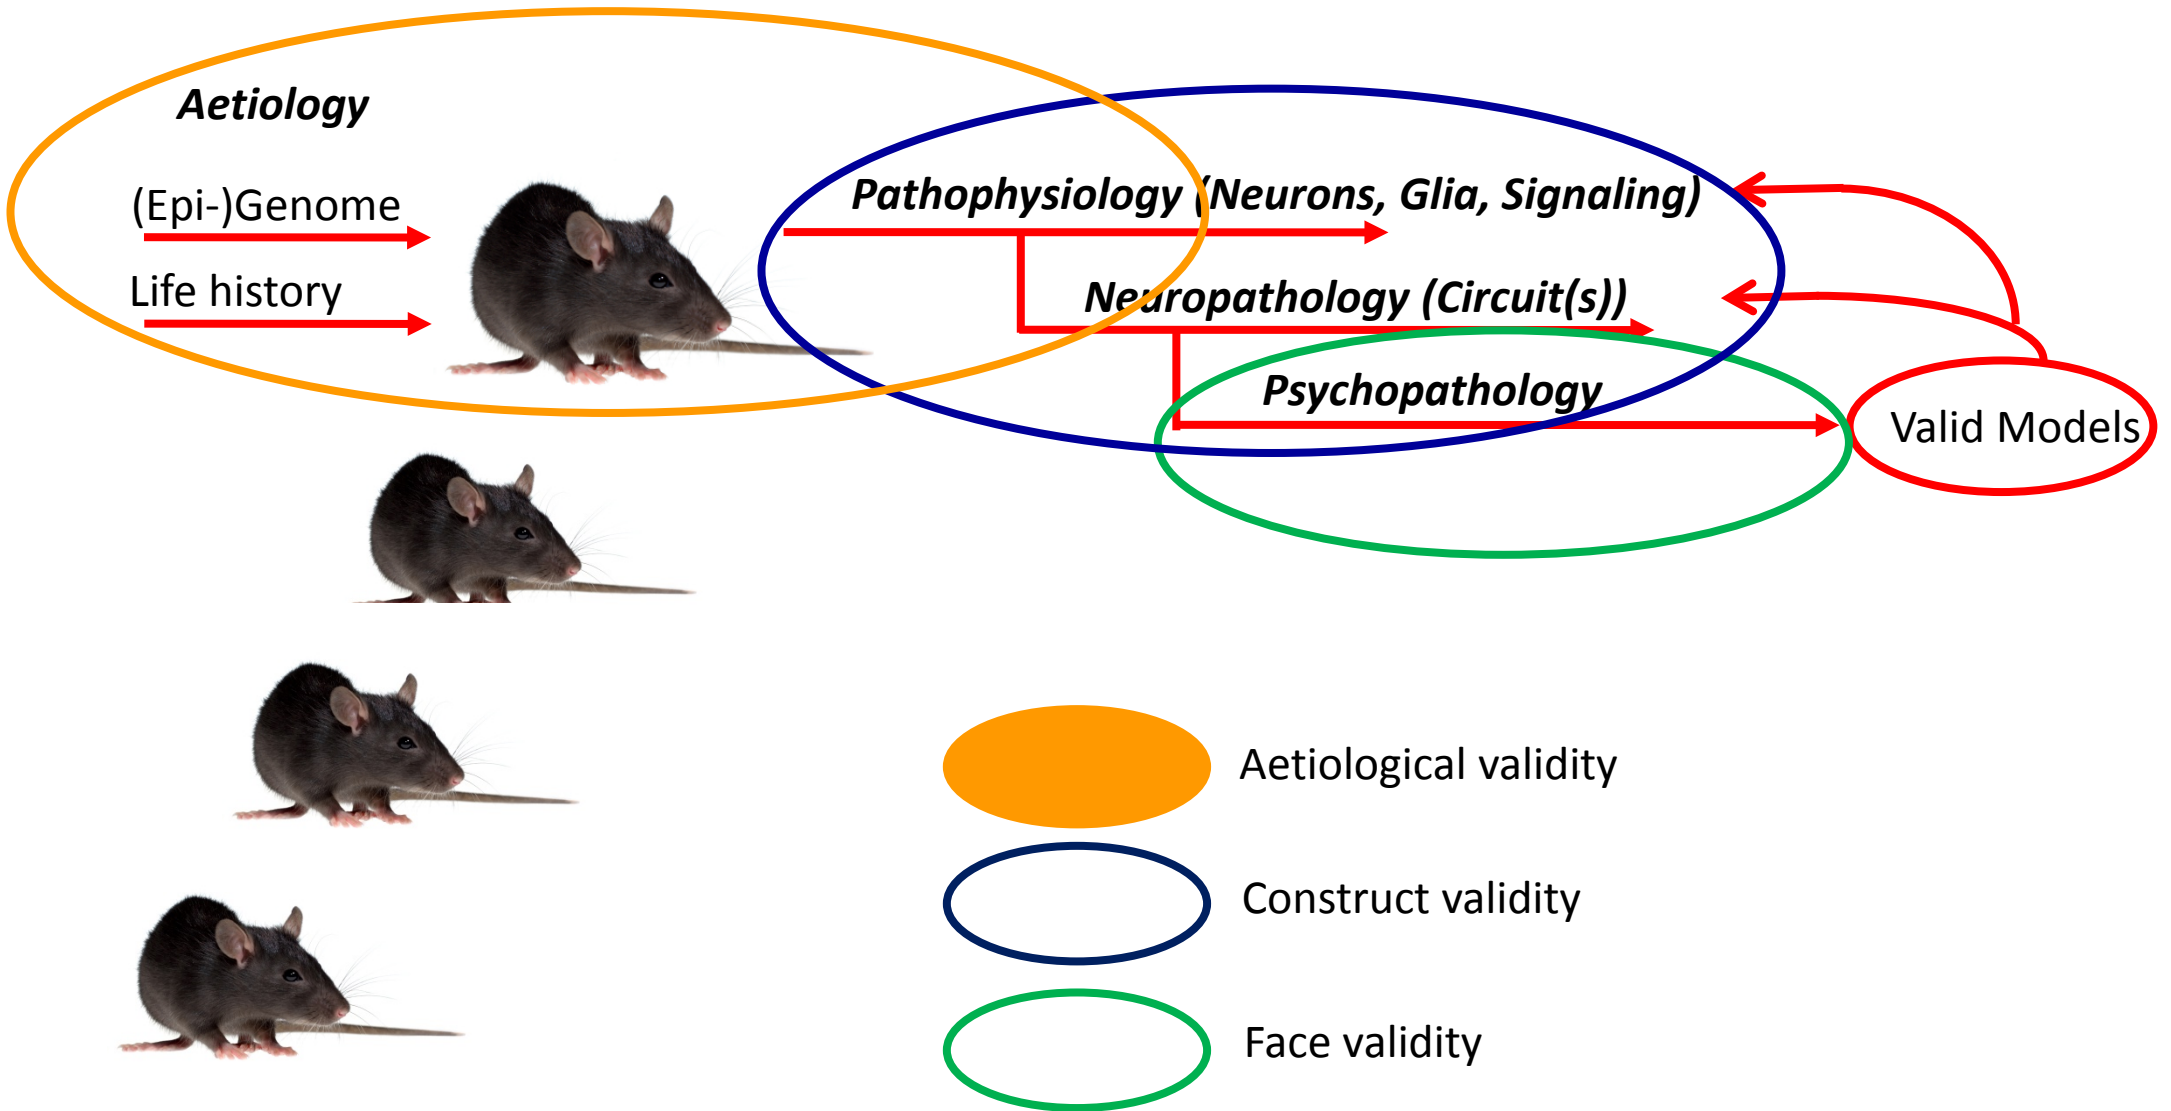 Aetiology
(Epi-)Genome
Life history
Pathophysiology (Neurons, Glia, Signaling)
Neuropathology (Circuit(s))
Psychopathology
Valid Models
Aetiological validity
Construct validity
Face validity